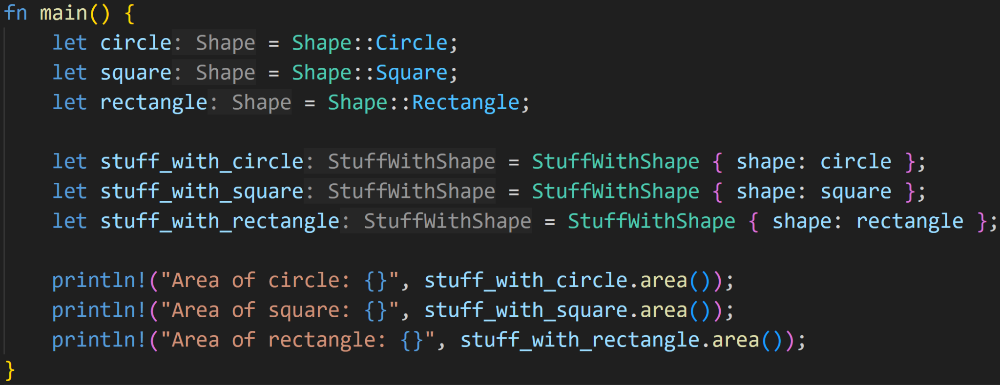 fn main() {
    let circle: Shape = Shape::Circle;
    let square: Shape = Shape::Square;
    let rectangle: Shape = Shape::Rectangle;

    let stuff_with_circle: StuffWithShape = StuffWithShape { shape: circle };
    let stuff_with_square: StuffWithShape = StuffWithShape { shape: square };
    let stuff_with_rectangle: StuffWithShape = StuffWithShape { shape: rectangle };

    println!("Area of circle: {}", stuff_with_circle.area());
    println!("Area of square: {}", stuff_with_square.area());
    println!("Area of rectangle: {}", stuff_with_rectangle.area());
}